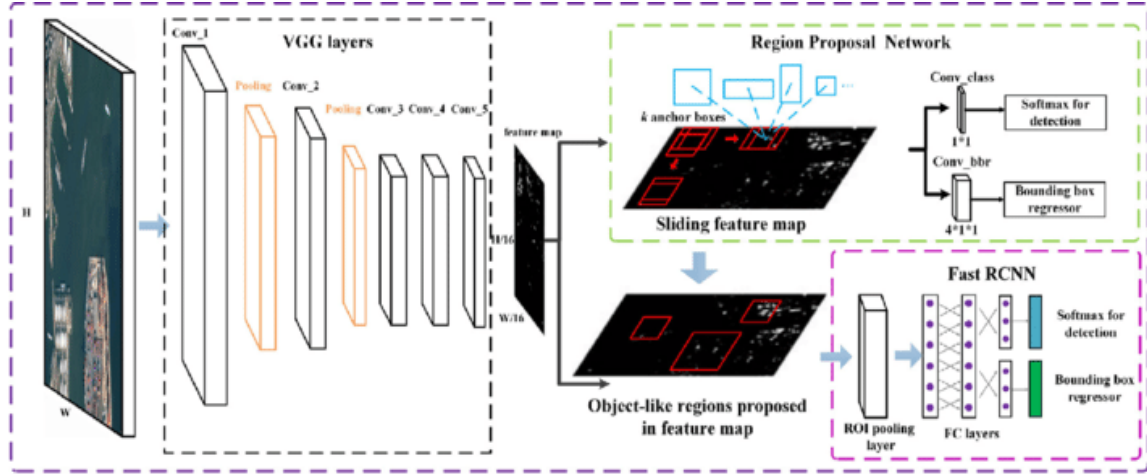 VGG layers
Conv_1
Pooling
Conv_2
Pooling
Conv_3
Conv_4
Conv_5
H
W
feature map
H/16
W/16
Region Proposal Network
k anchor boxes
...
Sliding feature map
Conv_class
1*1
Softmax for
detection
Conv_bbr
4*1*1
Bounding box
regressor
Object-like regions proposed
in feature map
Fast RCNN
ROI pooling
layer
FC layers
Softmax for
detection
Bounding box
regressor